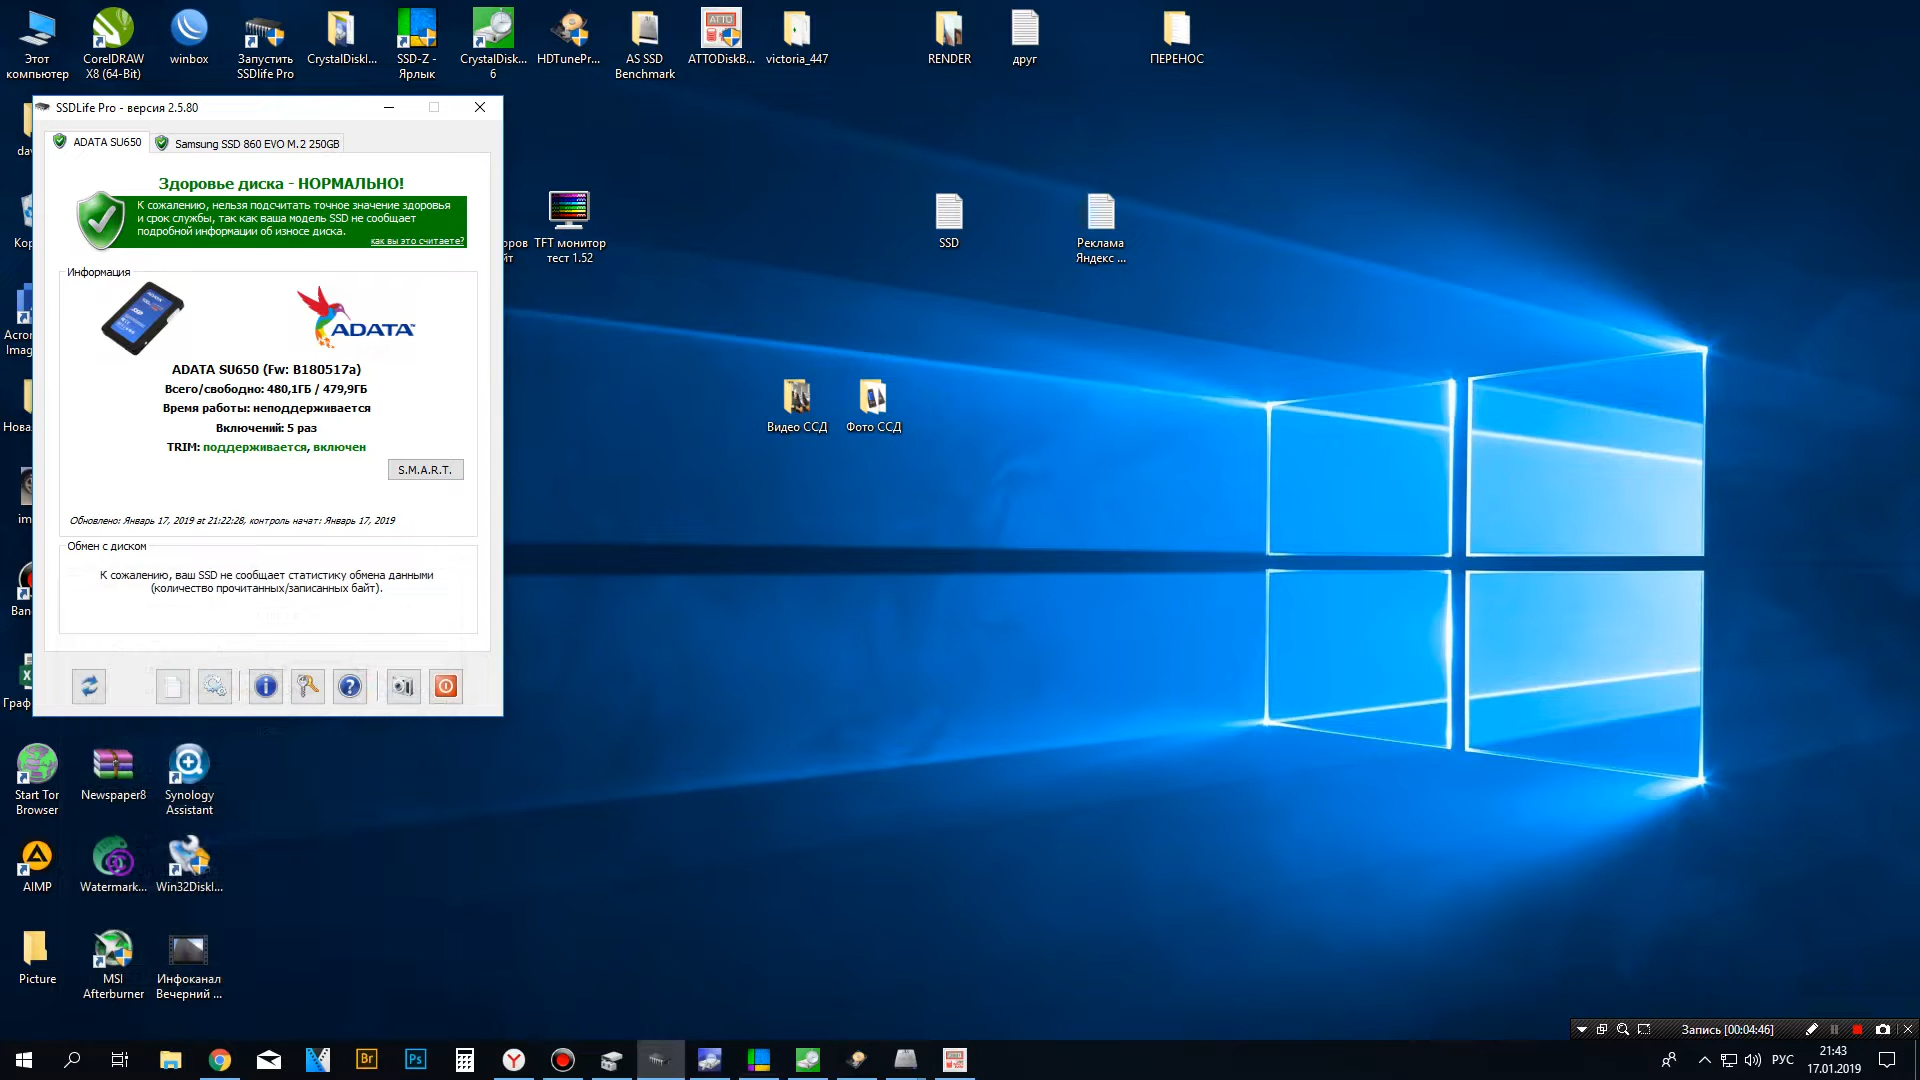 Этот
компьютер
CorelDRAW
X8 (64-Bit)
winbox
Запустить
SSDlife Pro
CrystalDiskI...
SSD-Z -
Ярлык
CrystalDisk...
6
HDTunePr...
AS SSD
Benchmark
ATTO
ATTODiskB...
victoria_447
RENDER
друг
ПЕРЕНОС
SSDLife Pro - версия 2.5.80
ADATA SU650
Samsung SSD 860 EVO M.2 250GB
Здоровье диска - НОРМАЛЬНО!
К сожалению, нельзя подсчитать точное значение здоровья
и срок службы, так как ваша модель SSD не сообщает
подробной информации об износе диска.
как вы это считаете?
Информация
ADATA
ADATA SU650 (Fw: B180517a)
Всего/свободно: 480,1ГБ / 479,9ГБ
Время работы: неподдерживается
Включений: 5 раз
TRIM: поддерживается, включен
S.M.A.R.T.
Обновлено: Январь 17, 2019 at 21:22:28, контроль начат: Январь 17, 2019
Обмен с диском
К сожалению, ваш SSD не сообщает статистику обмена данными
(количество прочитанных/записанных байт).
TFT монитор
тест 1.52
SSD
Реклама
Яндекс ...
Acron
Imag
Видео ССД
Фото ССД
Start Tor
Browser
Newspaper8
Synology
Assistant
AIMP
Watermark...
Win32DiskI...
Picture
MSI
Afterburner
Инфоканал
Вечерний ...
Запись [00:04:46]
Br
Ps
РУС
21:43
17.01.2019